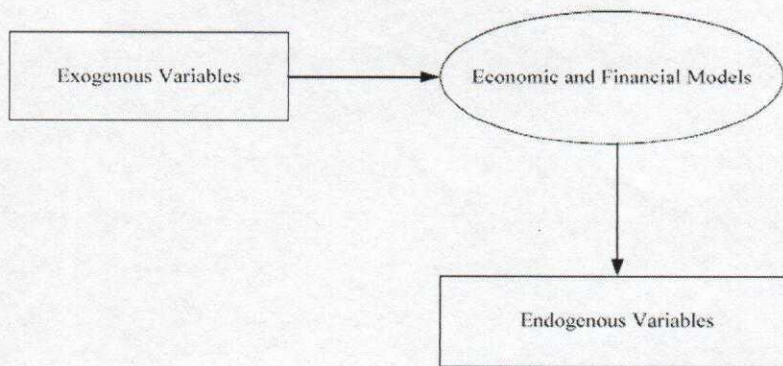 Exogenous Variables
Economic and Financial Models
Endogenous Variables